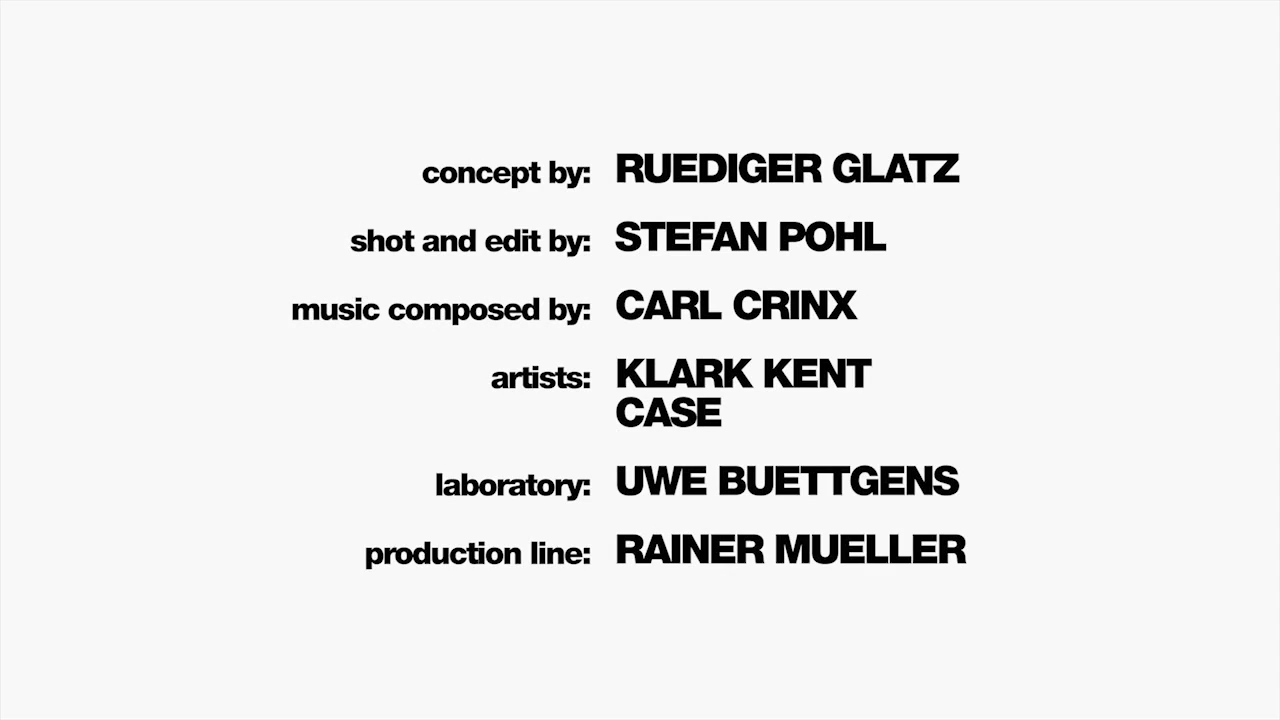 concept by: RUEDIGER GLATZ
shot and edit by: STEFAN POHL
music composed by: CARL CRINX
artists: KLARK KENT
CASE
laboratory: UWE BUETTGENS
production line: RAINER MUELLER